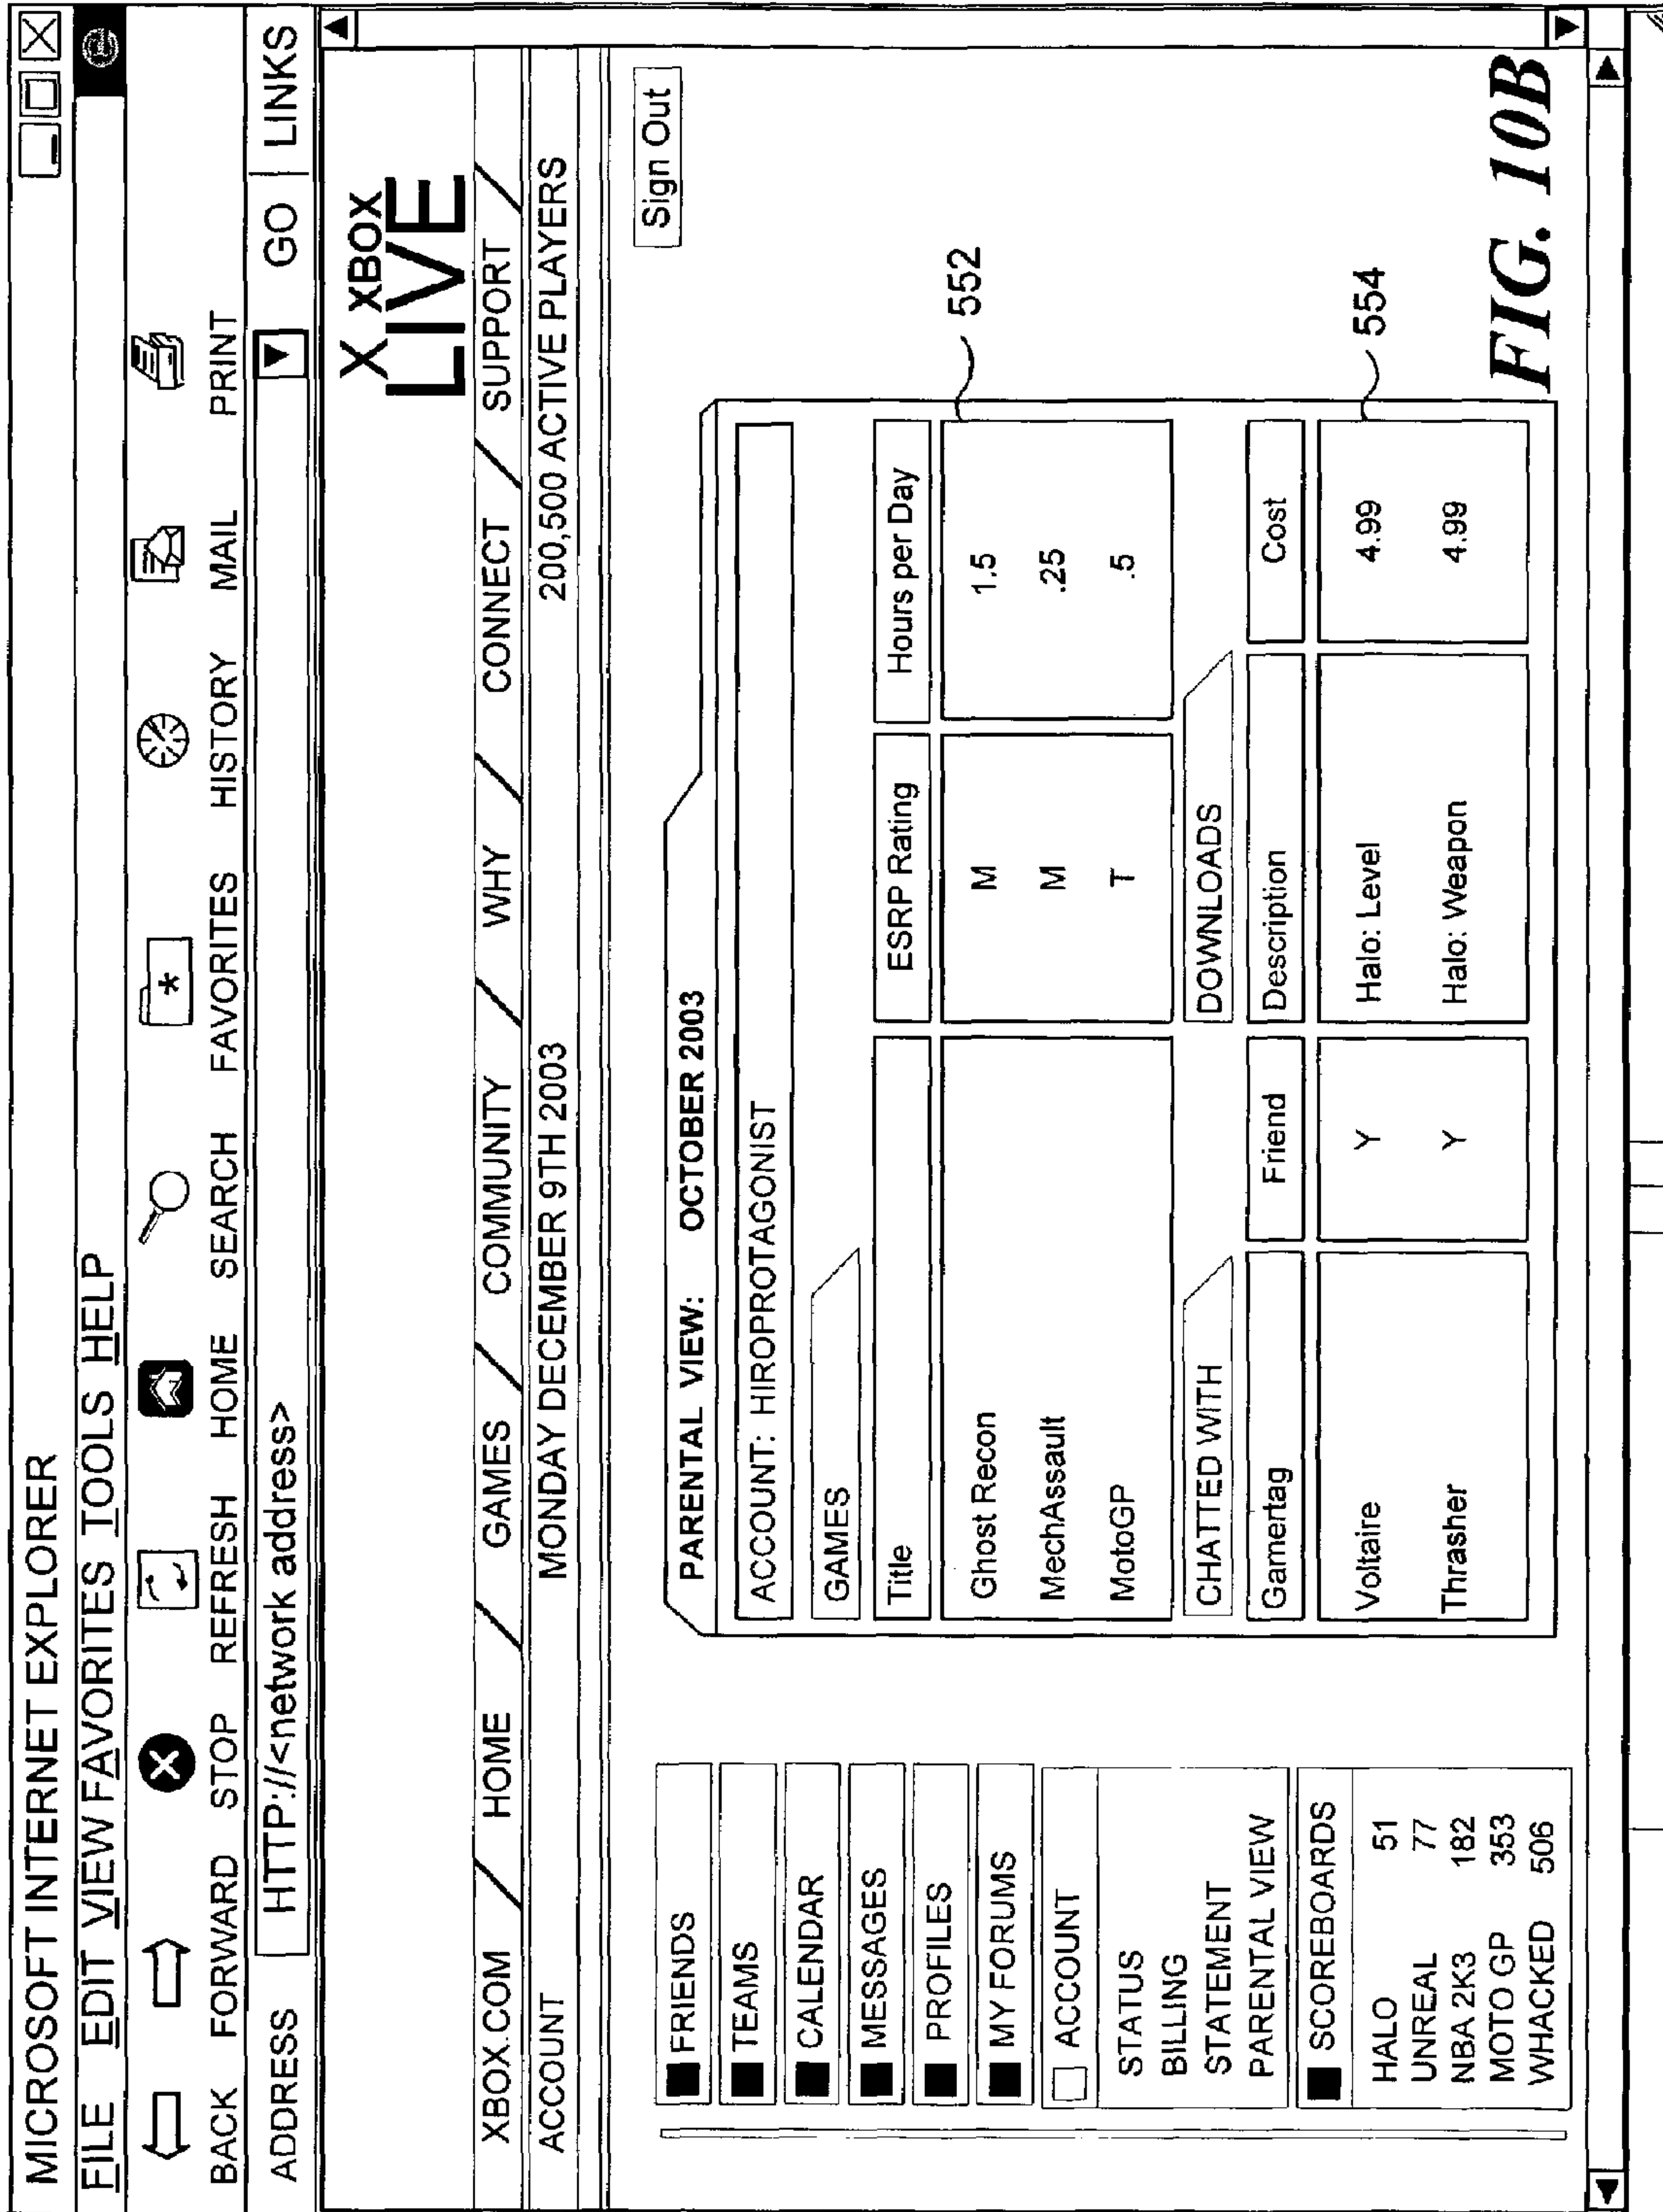 MICROSOFT INTERNET EXPLORER
FILE EDIT VIEW FAVORITES TOOLS HELP
BACK FORWARD STOP REFRESH HOME SEARCH FAVORITES HISTORY MAIL PRINT
ADDRESS HTTP://<network address> GO LINKS
X XBOX
LIVE
XBOX.COM HOME GAMES COMMUNITY WHY CONNECT SUPPORT
ACCOUNT MONDAY DECEMBER 9TH 2003 200,500 ACTIVE PLAYERS
Sign Out
FRIENDS
TEAMS
CALENDAR
MESSAGES
PROFILES
MY FORUMS
ACCOUNT
STATUS
BILLING
STATEMENT
PARENTAL VIEW
SCOREBOARDS
HALO 51
UNREAL 77
NBA 2K3 182
MOTO GP 353
WHACKED 506
PARENTAL VIEW: OCTOBER 2003
ACCOUNT: HIROPROTAGONIST
GAMES
Title ESRP Rating Hours per Day
Ghost Recon M 1.5
MechAssault M .25
MotoGP T .5
552
CHATTED WITH DOWNLOADS
Gamertag Friend Description Cost
Voltaire Y Halo: Level 4.99
Thrasher Y Halo: Weapon 4.99
554
FIG. 10B